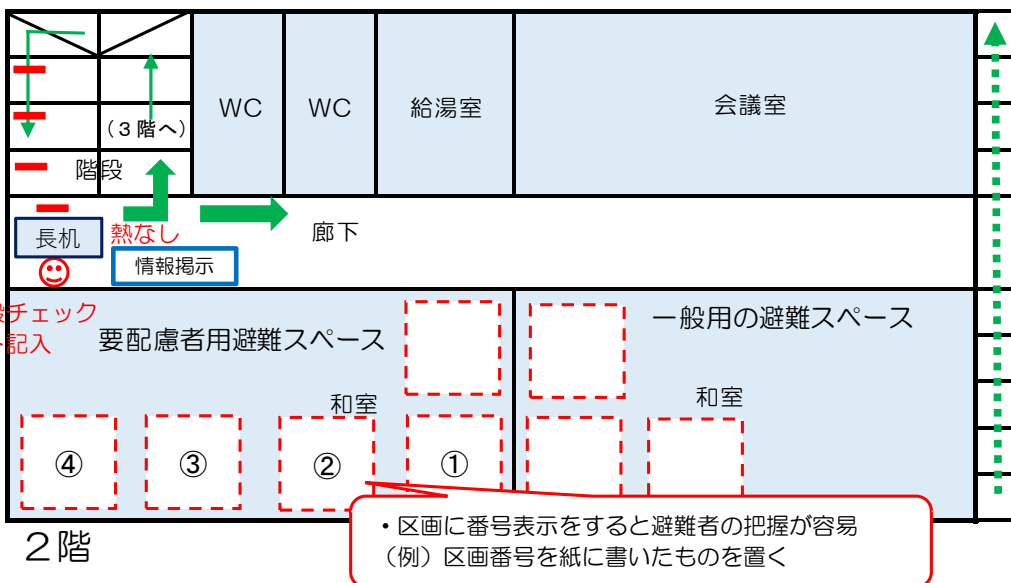 WC
WC
給湯室
会議室
(3階へ)
階段
長机
熱なし
廊下
情報掲示
チェック
記入
要配慮者用避難スペース
一般用の避難スペース
和室
和室
④
③
②
①
・区画に番号表示をすると避難者の把握が容易
(例)区画番号を紙に書いたものを置く
2階